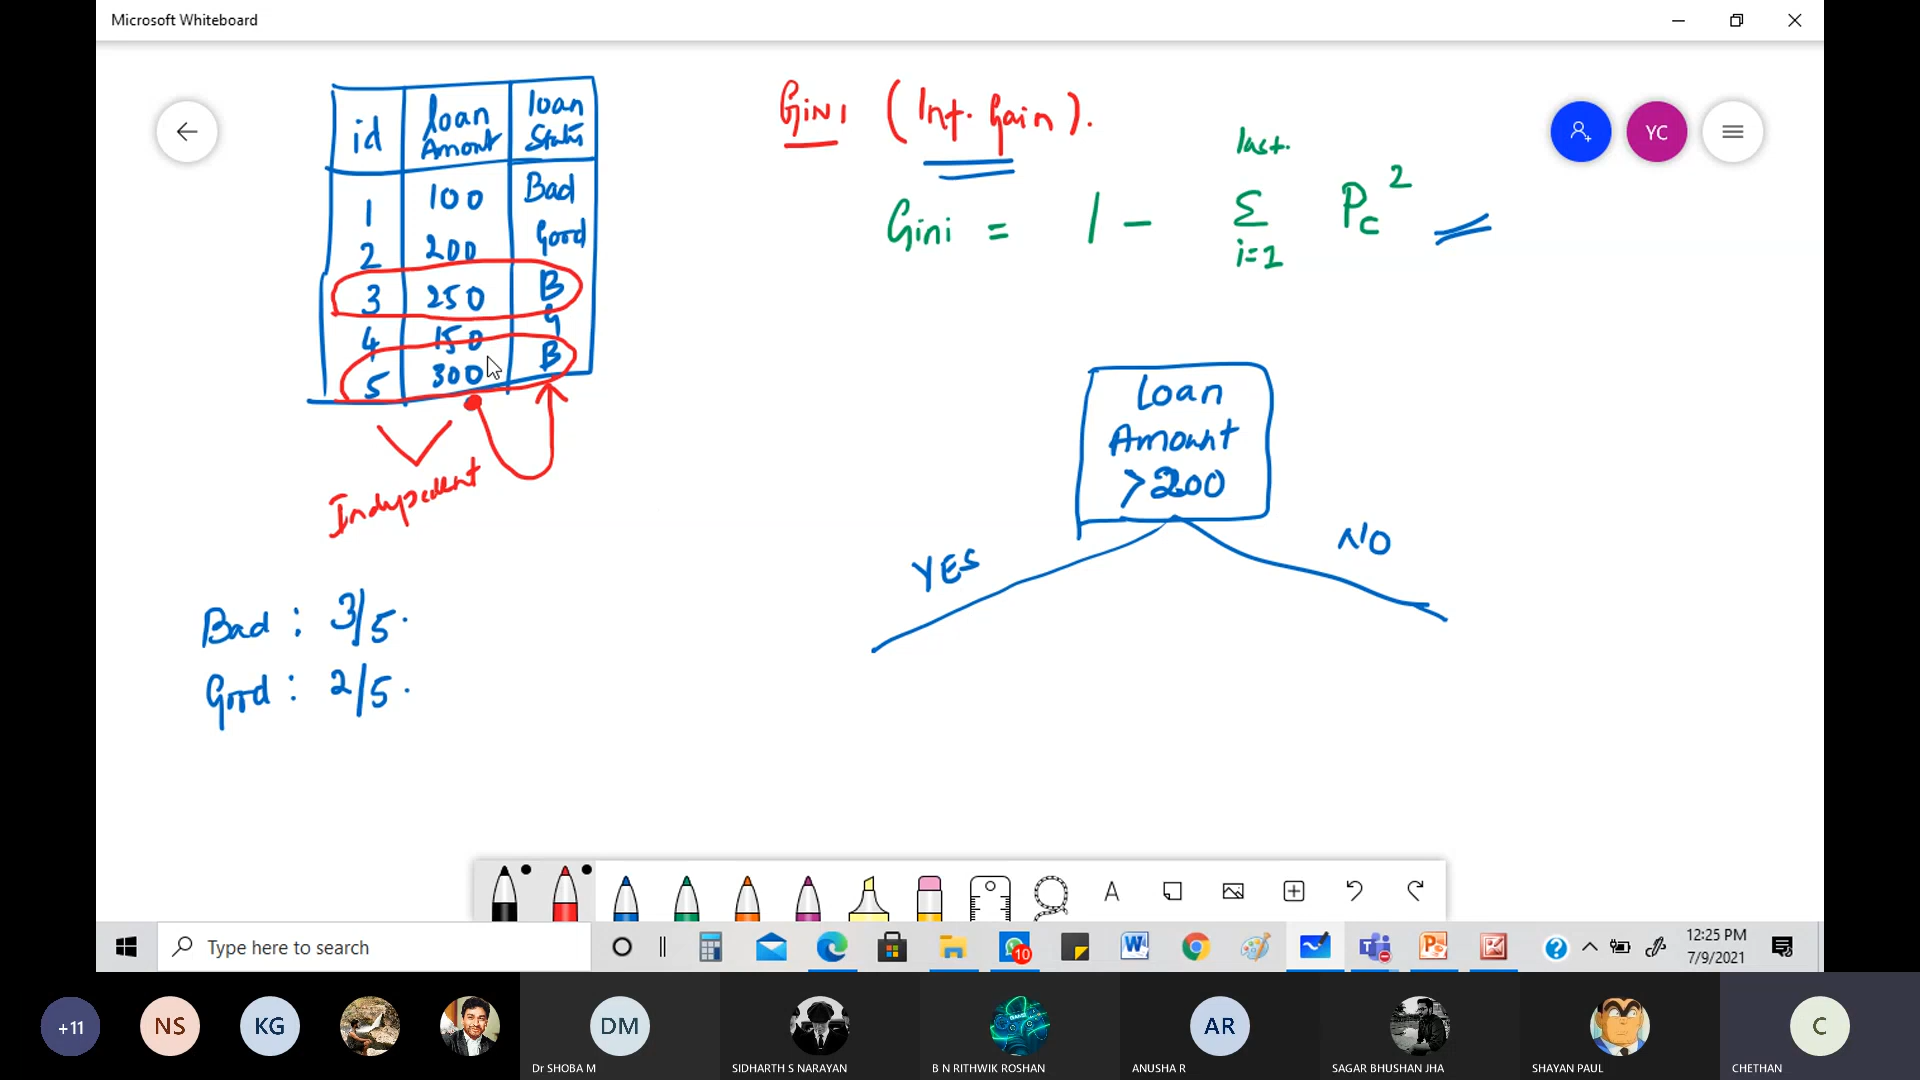 Microsoft Whiteboard
id loan Amont loan Status
1 100 Bad
2 200 Good
3 250 B
4 150 G
5 300 B
Indepedent
Bad : 3/5.
Good : 2/5.
Gini (Inf. Gain).
last.
Gini = 1 - Σ Pc 2
i=1
Loan
Amount
>200
YES
NO
YC
A
Type here to search
10
12:25 PM
7/9/2021
+11
NS
KG
DM
AR
C
Dr SHOBA M
SIDHARTH S NARAYAN
B N RITHWIK ROSHAN
ANUSHA R
SAGAR BHUSHAN JHA
SHAYAN PAUL
CHETHAN